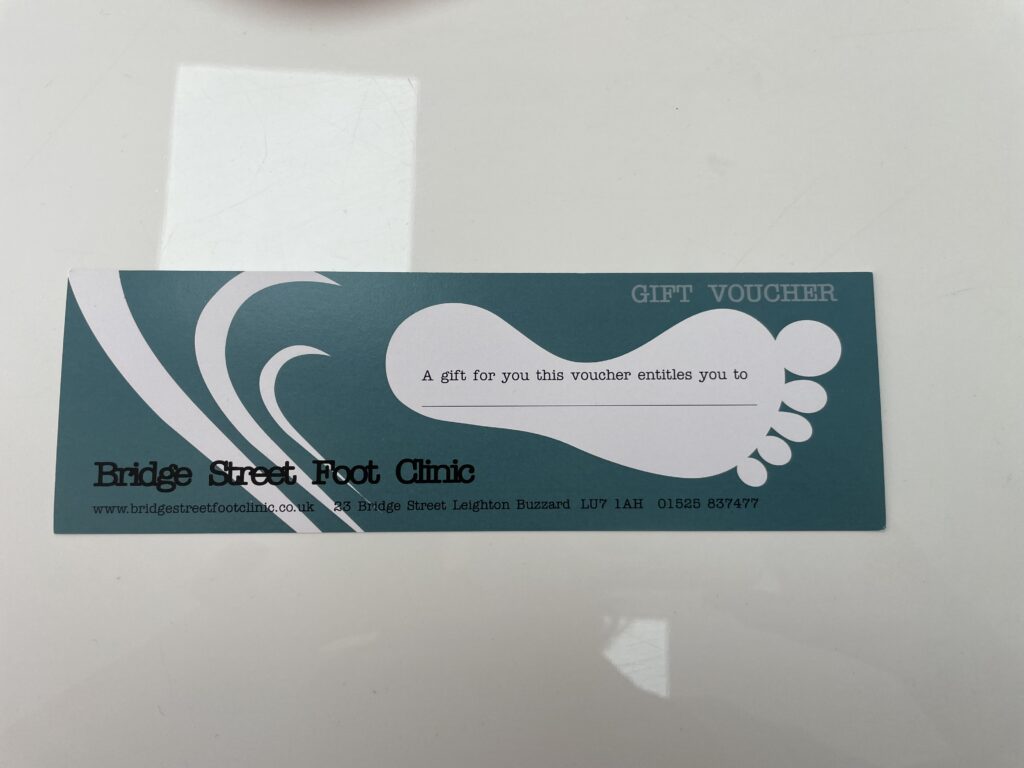 GIFT VOUCHER
A gift for you this voucher entitles you to
Bridge Street Foot Clinic
www.bridgestreetfootclinic.co.uk 23 Bridge Street Leighton Buzzard LU7 1AH 01525 837477